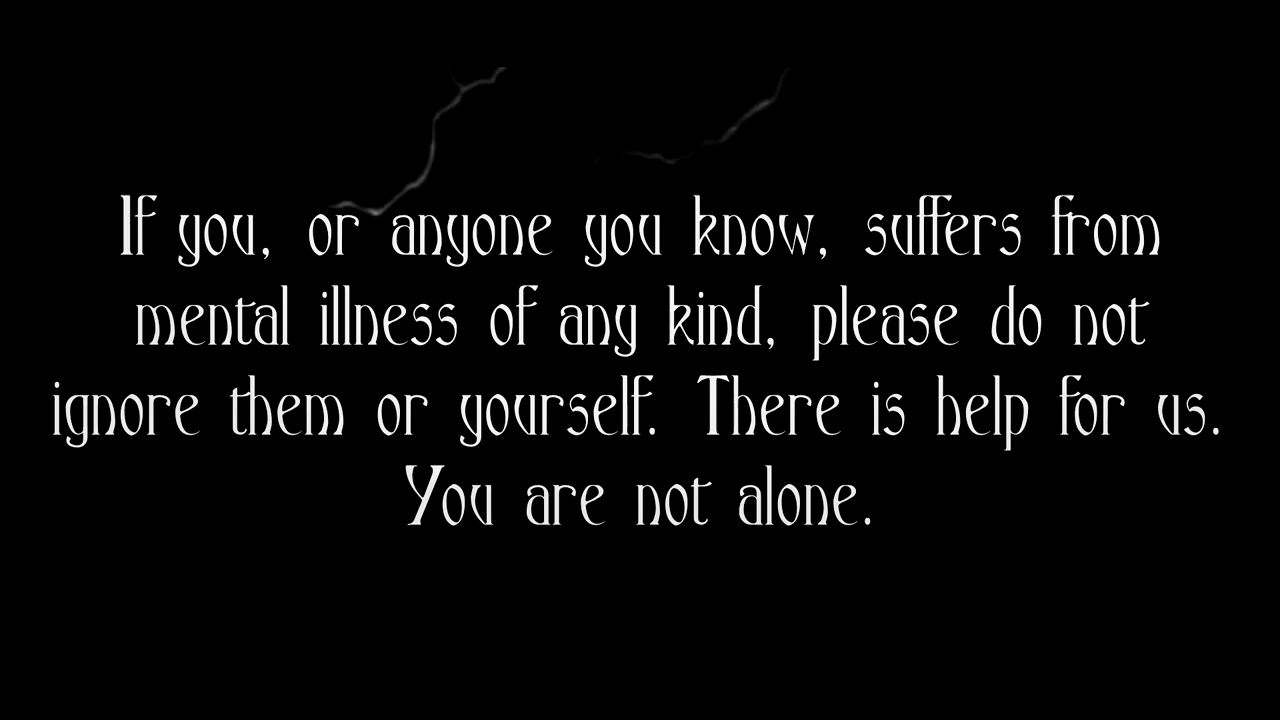 If you, or anyone you know, suffers from
mental illness of any kind, please do not
ignore them or yourself. There is help for us.
You are not alone.